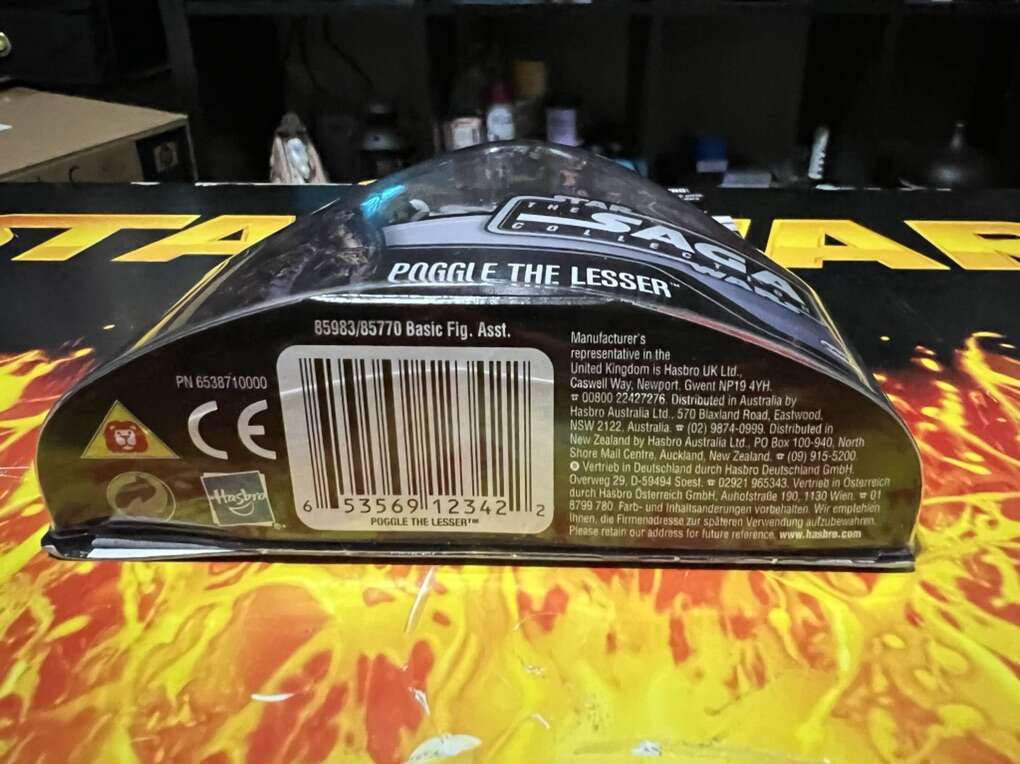 STAR
WAR
STAR
THE SAGA
COLLECT
WARS
POGGLE THE LESSER™
85983/85770 Basic Fig. Asst.
PN 6538710000
CE
Hasbro
6 53569 12342 2
POGGLE THE LESSER™
Manufacturer's
representative in the
United Kingdom is Hasbro UK Ltd.,
Caswell Way, Newport, Gwent NP19 4YH.
☎ 00800 22427276. Distributed in Australia by
Hasbro Australia Ltd., 570 Blaxland Road, Eastwood,
NSW 2122, Australia. ☎ (02) 9874-0999. Distributed in
New Zealand by Hasbro Australia Ltd., PO Box 100-940, North
Shore Mail Centre, Auckland, New Zealand. ☎ (09) 915-5200.
Vertrieb in Deutschland durch Hasbro Deutschland GmbH,
Overweg 29, D-59494 Soest. ☎ 02921 965343. Vertrieb in Österreich
durch Hasbro Österreich GmbH, Auhofstraße 190, 1130 Wien. ☎ 01
8799 780 Farb- und Inhaltsänderungen vorbehalten. Wir empfehlen
Ihnen, die Firmenadresse zur späteren Verwendung aufzubewahren.
Please retain our address for future reference. www.hasbro.com